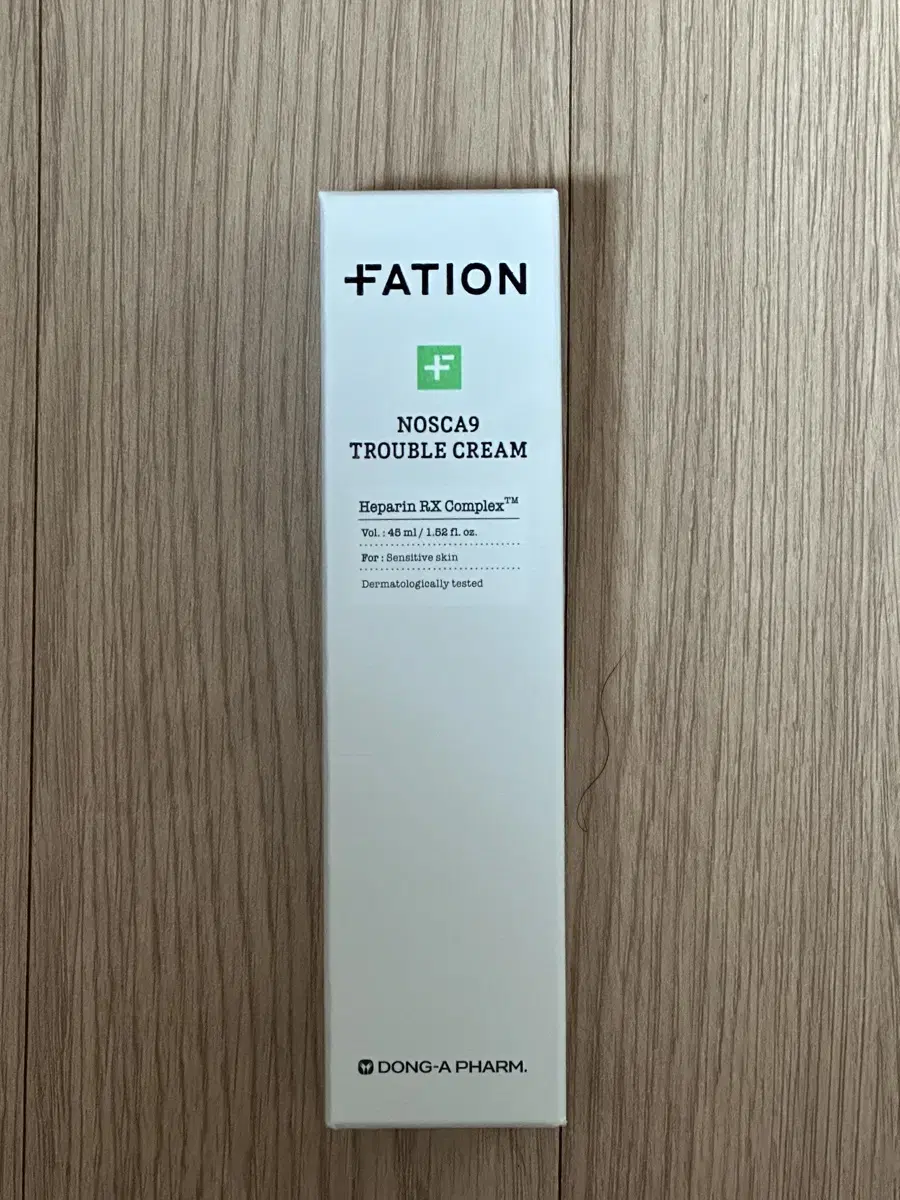 FATION
NOSCA9
TROUBLE CREAM
Heparin RX Complex™
Vol. : 45 ml / 1.52 fl. oz.
For : Sensitive skin
Dermatologically tested
DONG-A PHARM.